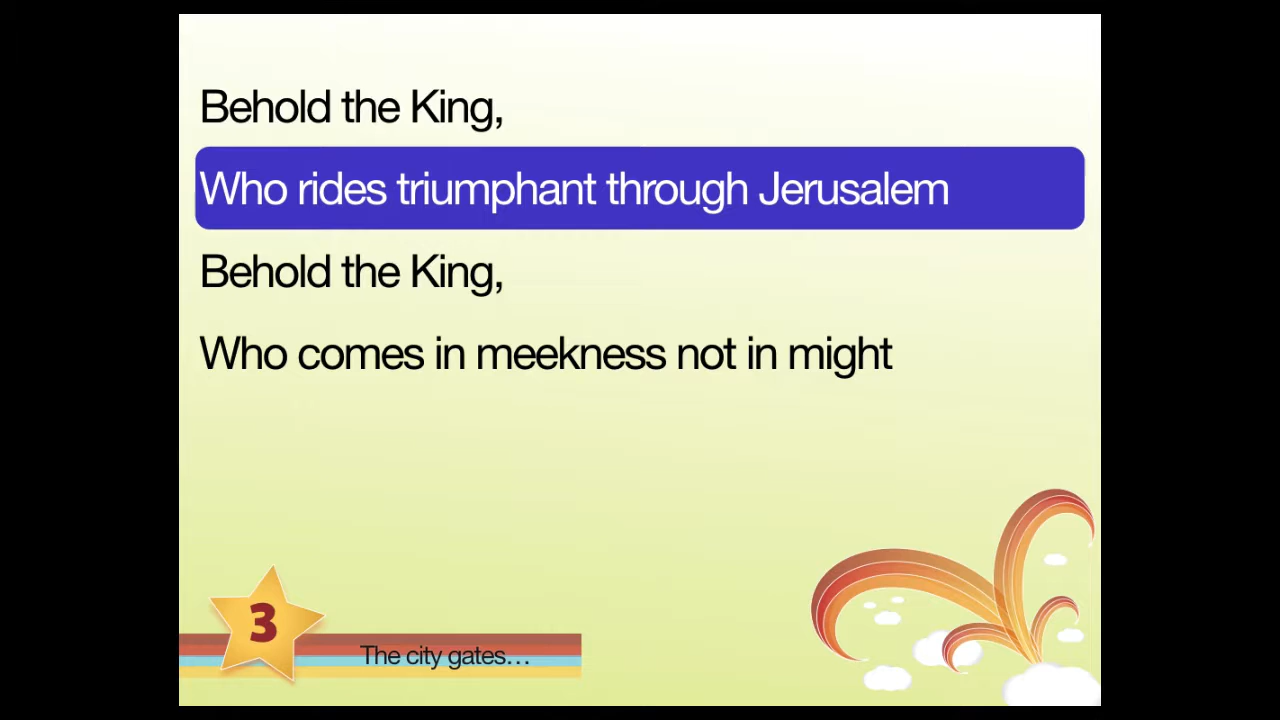 Behold the King,
Who rides triumphant through Jerusalem
Behold the King,
Who comes in meekness not in might
3
The city gates…